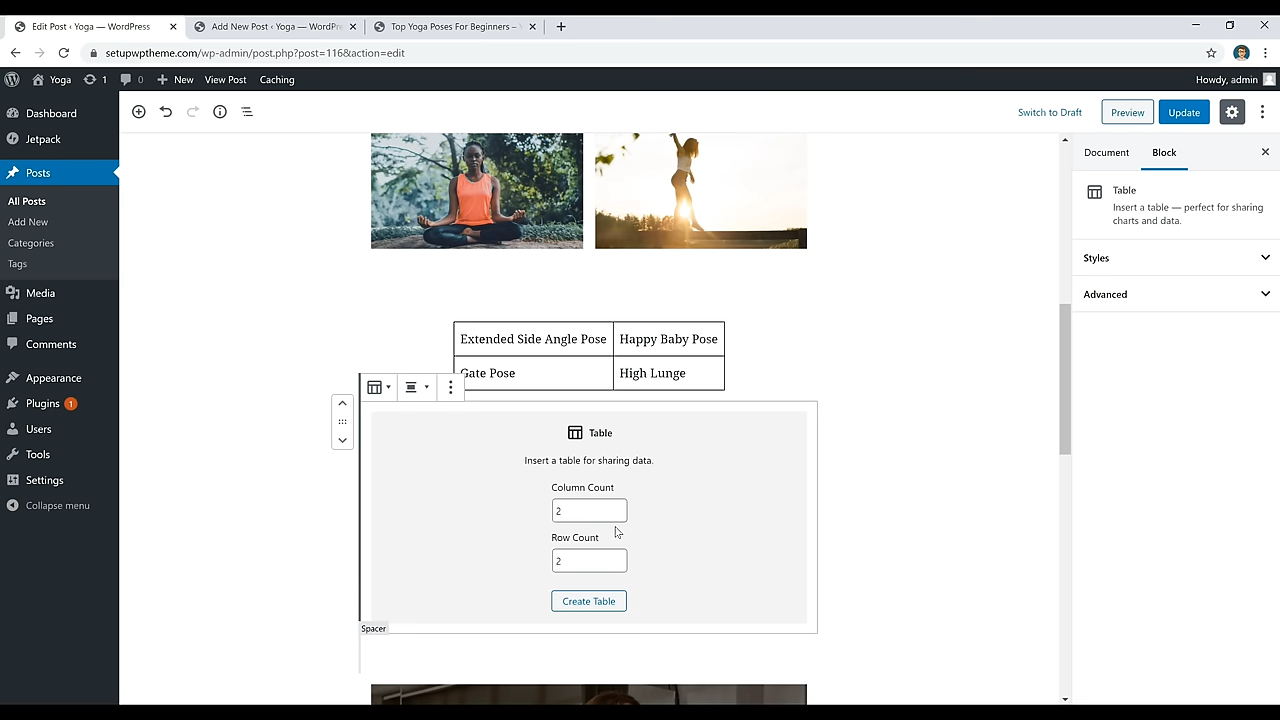 Edit Post ‹ Yoga — WordPress
Add New Post ‹ Yoga — WordPr
Top Yoga Poses For Beginners –
setupwptheme.com/wp-admin/post.php?post=116&action=edit
Yoga
1
0
New
View Post
Caching
Howdy, admin
Dashboard
Jetpack
Posts
All Posts
Add New
Categories
Tags
Media
Pages
Comments
Appearance
Plugins 1
Users
Tools
Settings
Collapse menu
Switch to Draft
Preview
Update
Extended Side Angle Pose
Happy Baby Pose
Gate Pose
High Lunge
Table
Insert a table for sharing data.
Column Count
2
Row Count
2
Create Table
Spacer
Document
Block
Table
Insert a table — perfect for sharing
charts and data.
Styles
Advanced